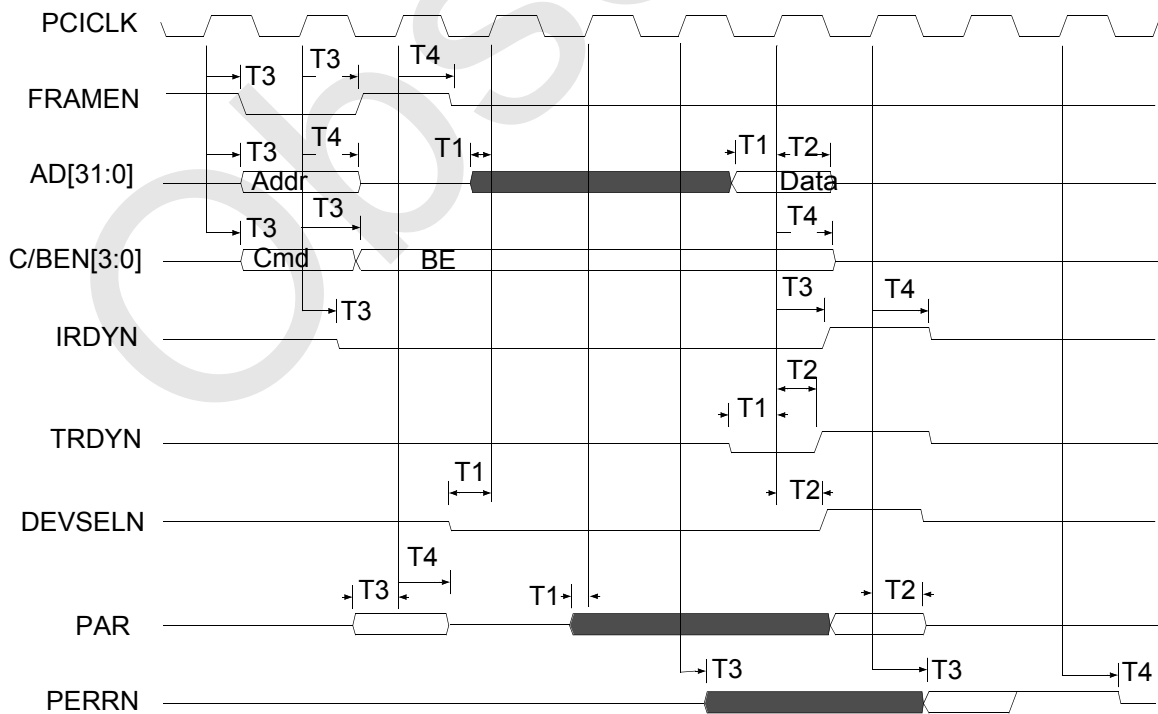 PCICLK
T3 T3 T4
FRAMEN
T3 T4 T1 T1 T2
AD[31:0] Addr Data
T3 T3 T4
C/BEN[3:0] Cmd BE
T3 T3 T4
IRDYN
T2
T1
TRDYN
T1 T2
DEVSELN
T4
T3 T1 T2
PAR
T3 T3 T4
PERRN